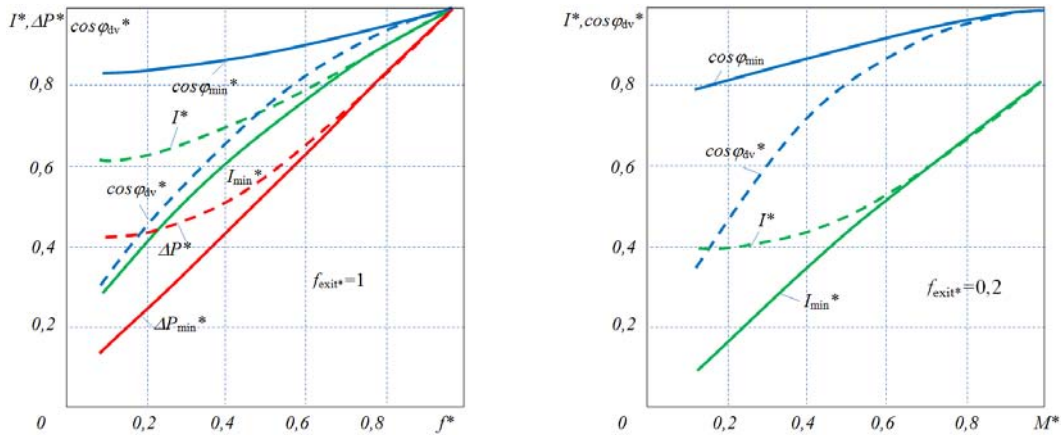 I*,ΔP*
cosφdv*
0,8
0,6
0,4
0,2
0
cosφmin*
I*
cosφdv*
Imin*
ΔP*
ΔPmin*
fexit*=1
0,2
0,4
0,6
0,8
f*
I*,cosφdv*
0,8
0,6
0,4
0,2
0
cosφmin
cosφdv*
I*
Imin*
fexit*=0,2
0,2
0,4
0,6
0,8
M*